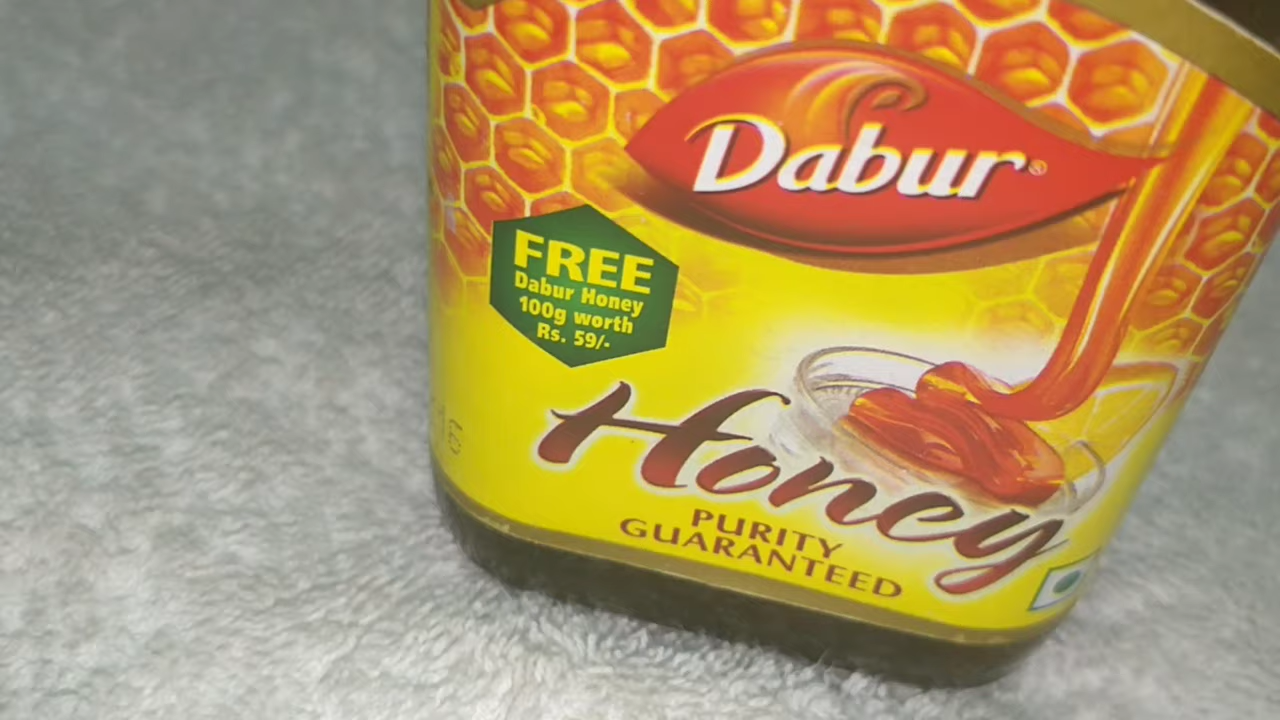 Dabur®
FREE
Dabur Honey
100g worth
Rs. 59/-
Honey
PURITY
GUARANTEED